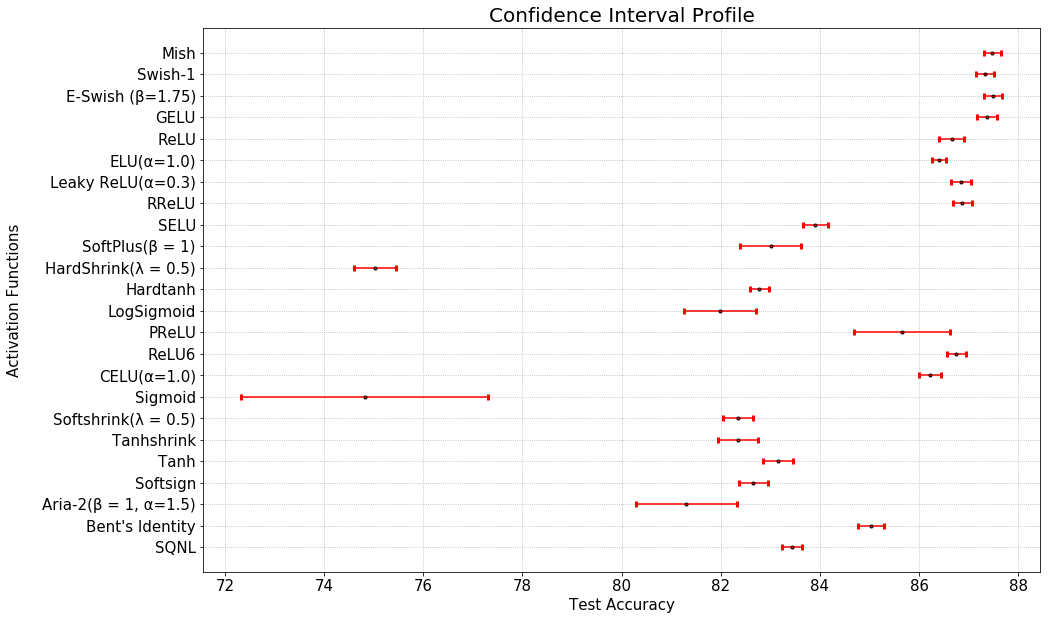 Confidence Interval Profile
Activation Functions
Mish
Swish-1
E-Swish (β=1.75)
GELU
ReLU
ELU(α=1.0)
Leaky ReLU(α=0.3)
RReLU
SELU
SoftPlus(β = 1)
HardShrink(λ = 0.5)
Hardtanh
LogSigmoid
PReLU
ReLU6
CELU(α=1.0)
Sigmoid
Softshrink(λ = 0.5)
Tanhshrink
Tanh
Softsign
Aria-2(β = 1, α=1.5)
Bent's Identity
SQNL
72 74 76 78 80 82 84 86 88
Test Accuracy